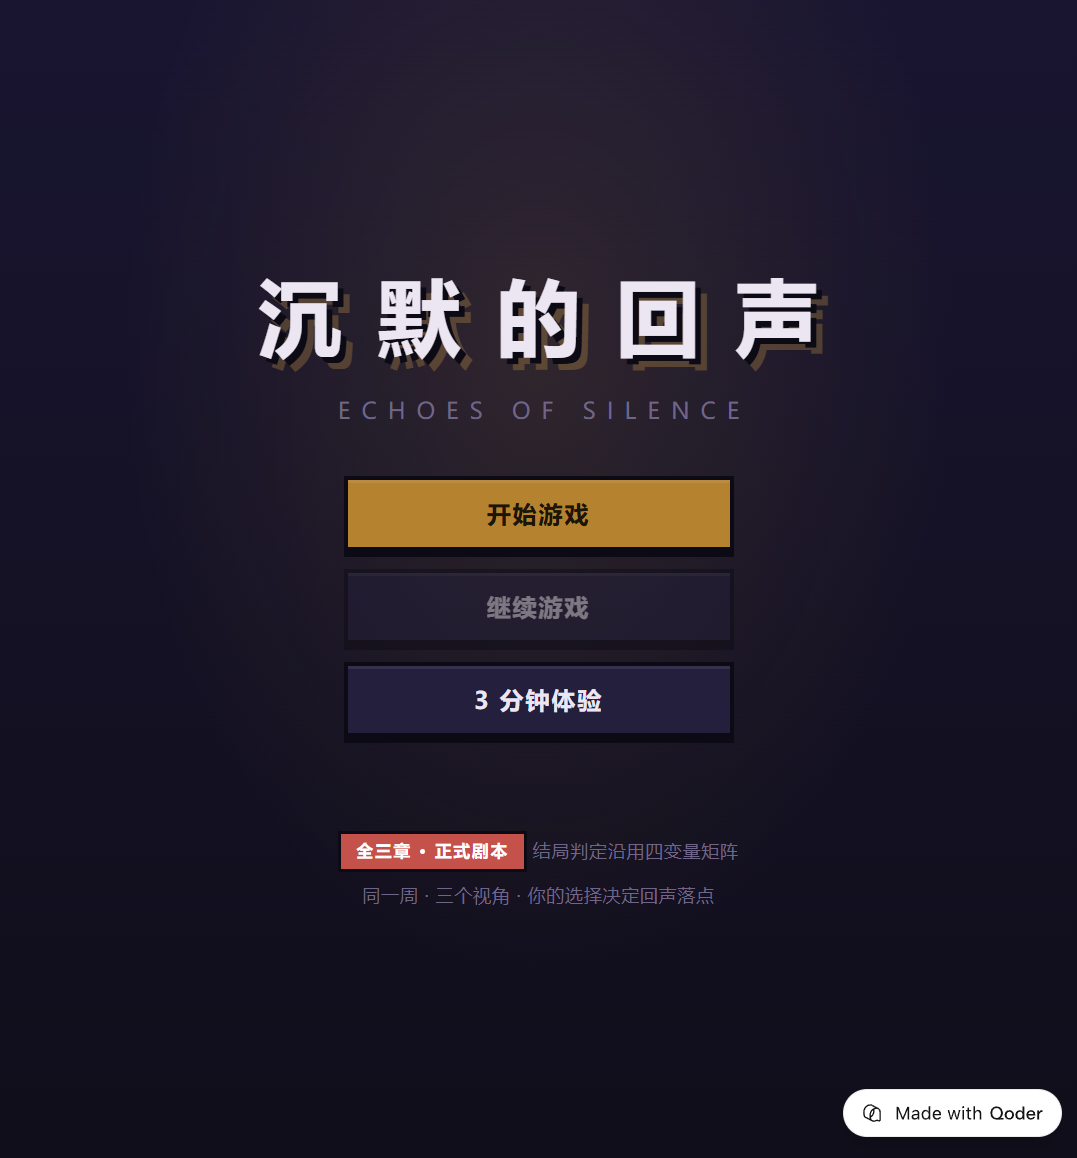 沉默的回声
ECHOES OF SILENCE
开始游戏
继续游戏
3 分钟体验
全三章 · 正式剧本 结局判定沿用四变量矩阵
同一周 · 三个视角 · 你的选择决定回声落点
Made with Qoder